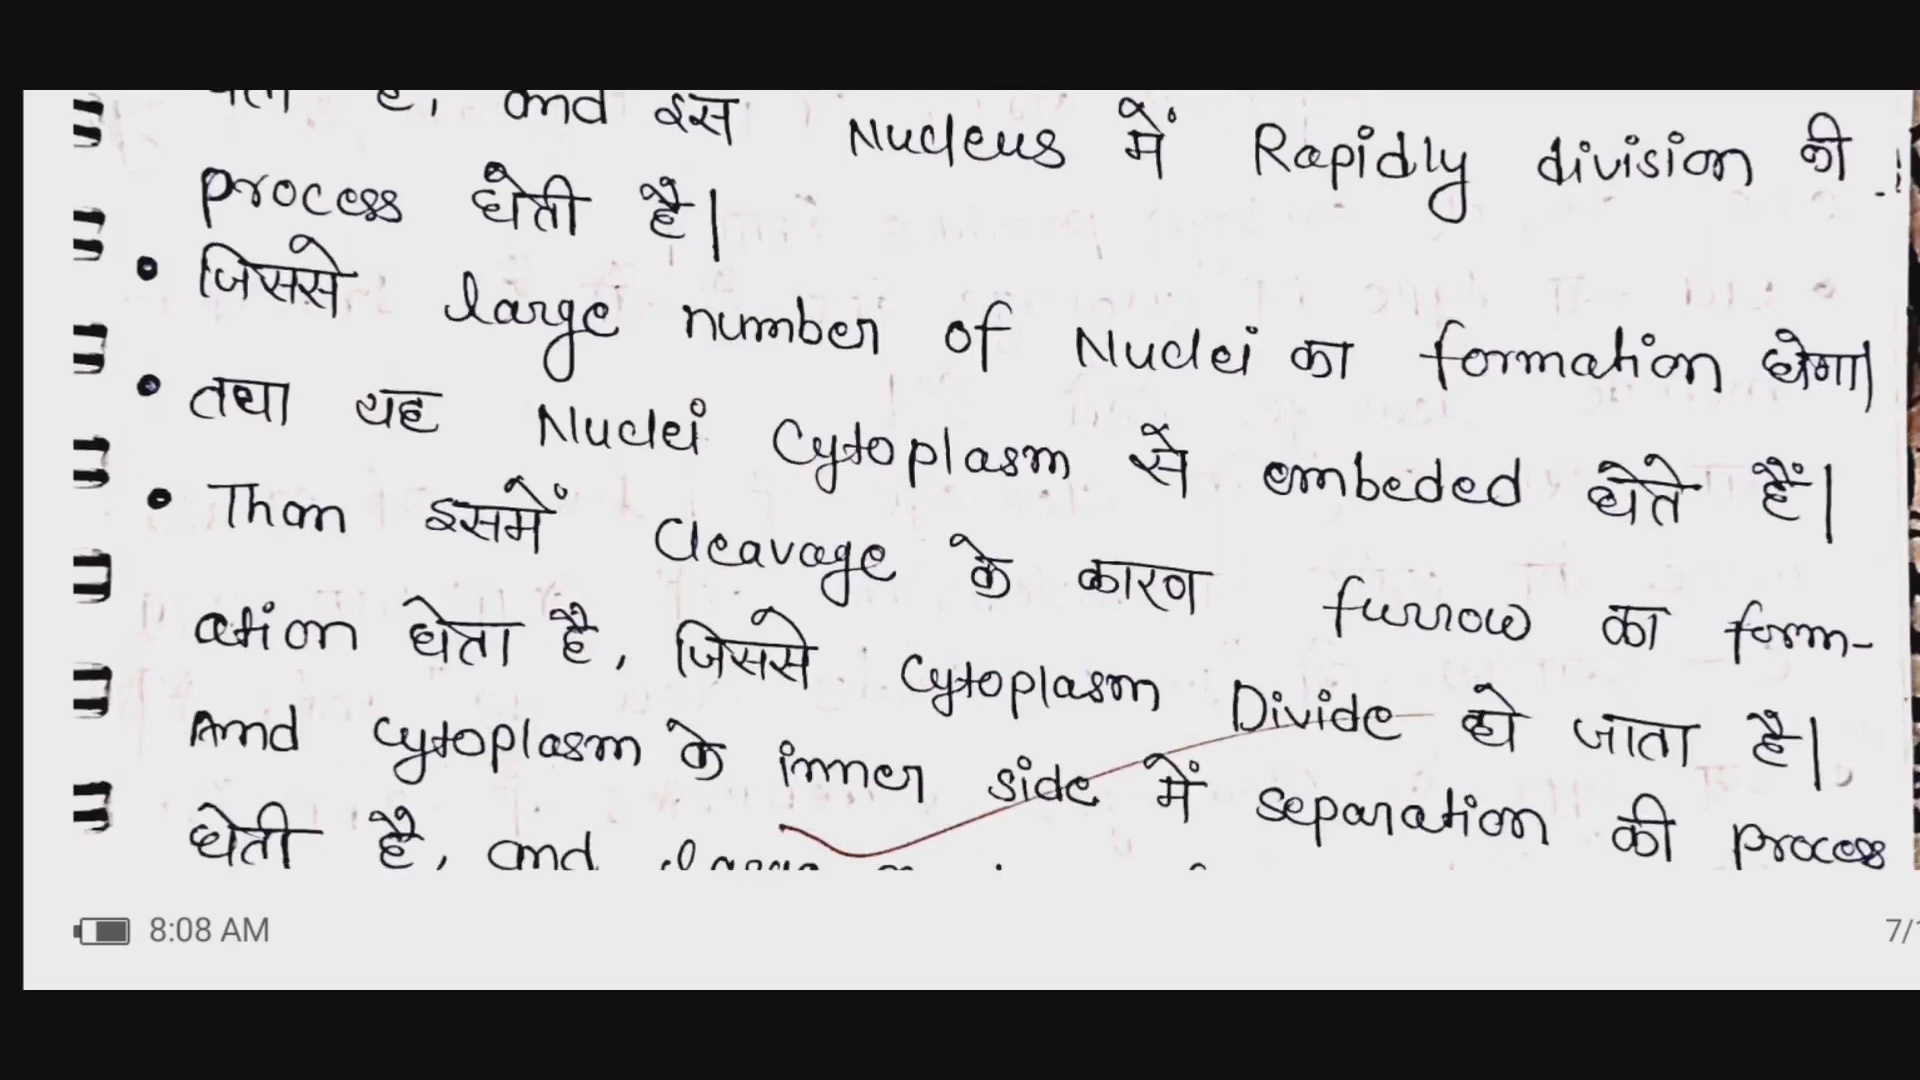 है, and इस Nucleus में Rapidly division की
process होती है।
• जिससे large number of Nuclei का formation होगा।
• तथा यह Nuclei Cytoplasm से embeded होते हैं।
• Than इसमें Cleavage के कारण furrow का form-
ation होता है, जिससे Cytoplasm Divide हो जाता है।
And cytoplasm के inner side में separation की process
होती है, and
8:08 AM